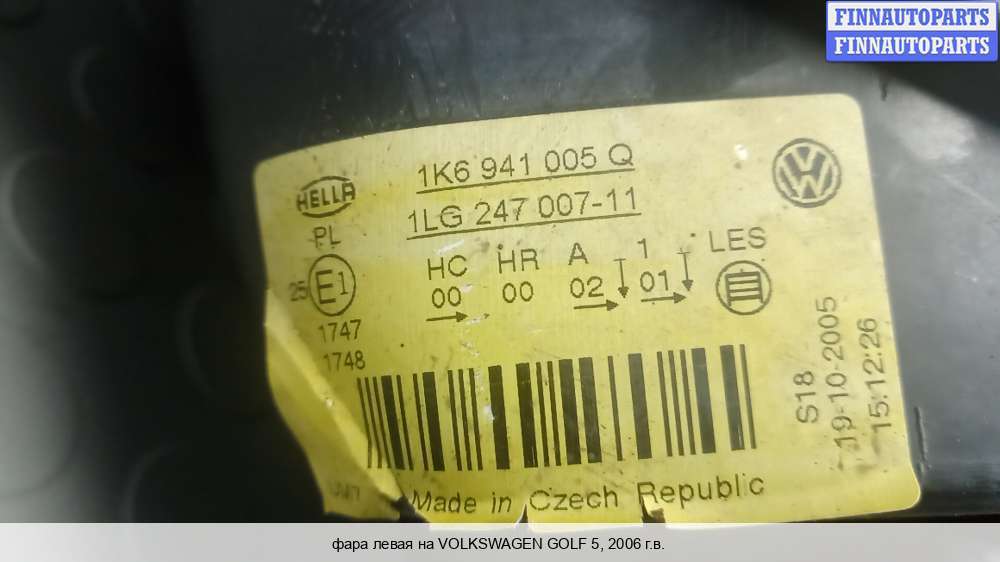 FINNAUTOPARTS
FINNAUTOPARTS
1K6 941 005 Q
HELLA
1LG 247 007-11
PL
HC HR A 1 LES
25 E1 00 00 02 01
1747
1748
S18
19-10-2005
15:12:26
Made in Czech Republic
фара левая на VOLKSWAGEN GOLF 5, 2006 г.в.